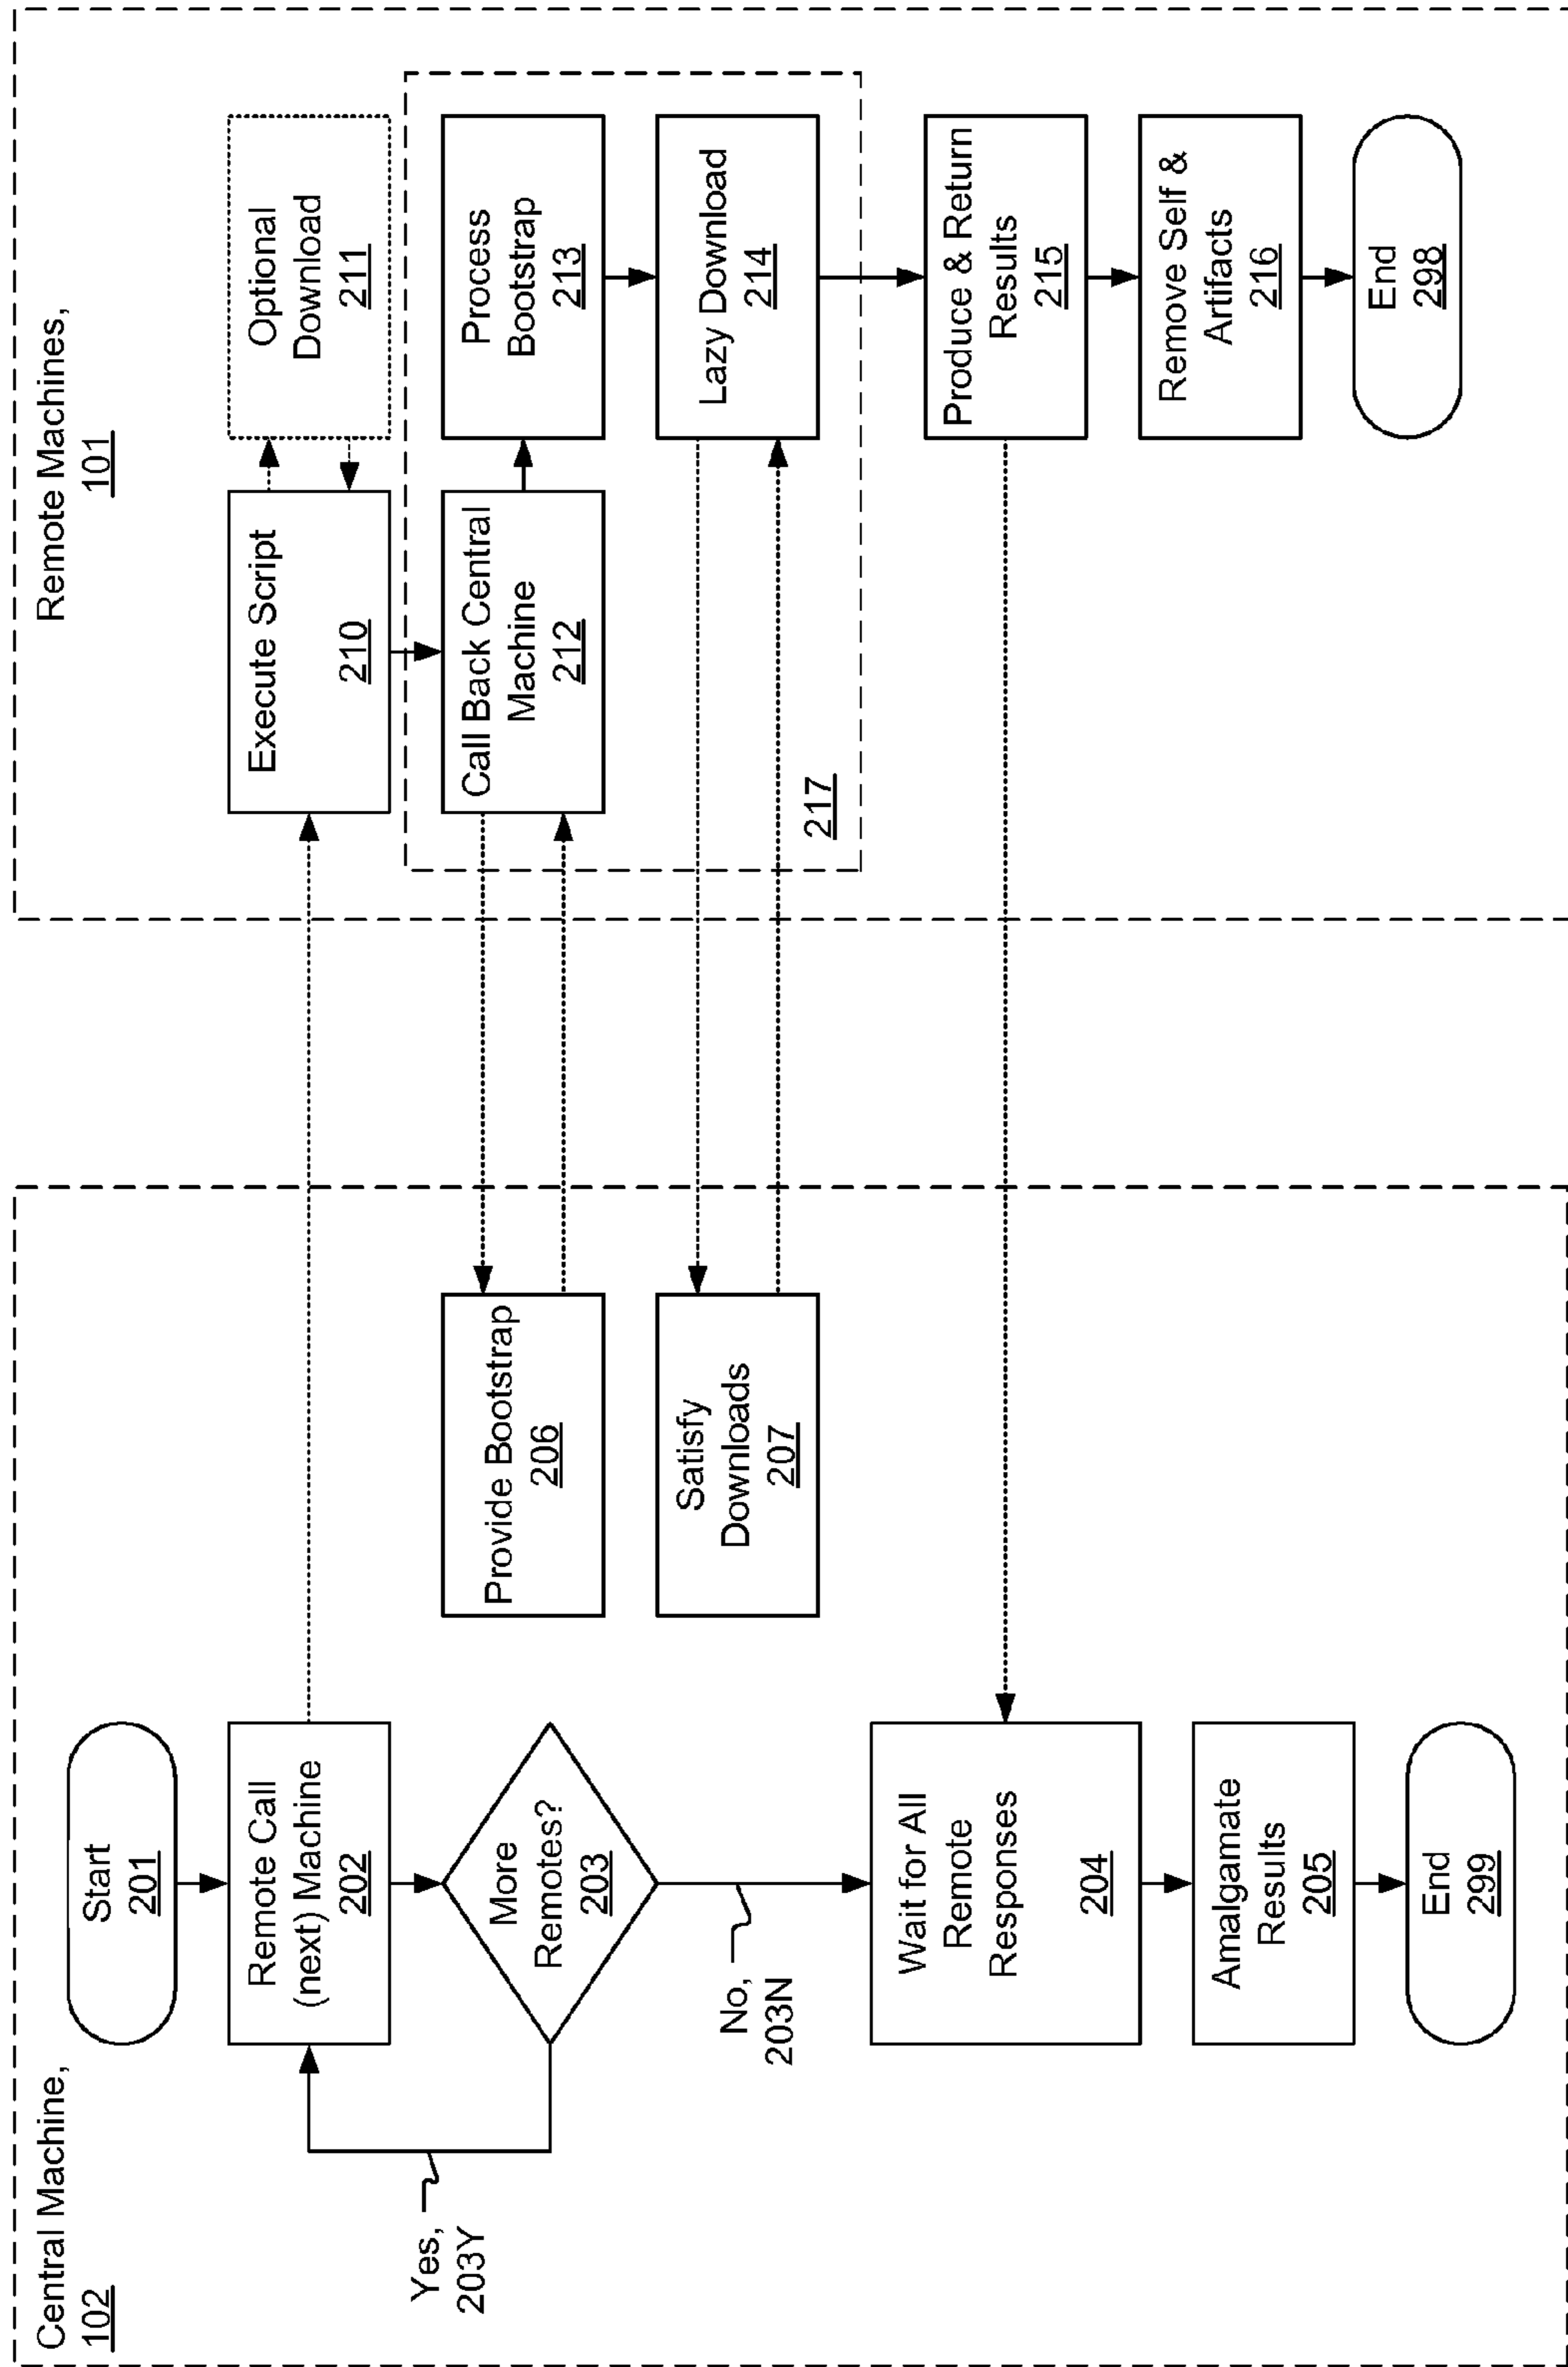 Central Machine,
102
Start
201
Remote Call
(next) Machine
202
More
Remotes?
203
Yes,
203Y
No,
203N
Wait for All
Remote
Responses
204
Amalgamate
Results
205
End
299
Provide Bootstrap
206
Satisfy
Downloads
207
Remote Machines,
101
Execute Script
210
Optional
Download
211
Call Back Central
Machine
212
Process
Bootstrap
213
Lazy Download
214
217
Produce & Return
Results
215
Remove Self &
Artifacts
216
End
298